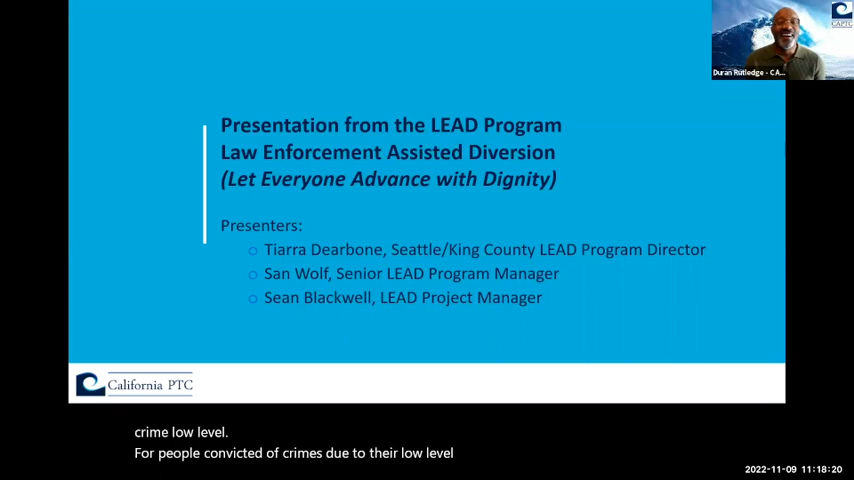 CAPTC
Duran Rutledge - CA...
Presentation from the LEAD Program
Law Enforcement Assisted Diversion
(Let Everyone Advance with Dignity)
Presenters:
o Tiarra Dearbone, Seattle/King County LEAD Program Director
o San Wolf, Senior LEAD Program Manager
o Sean Blackwell, LEAD Project Manager
California PTC
crime low level.
For people convicted of crimes due to their low level
2022-11-09 11:18:20